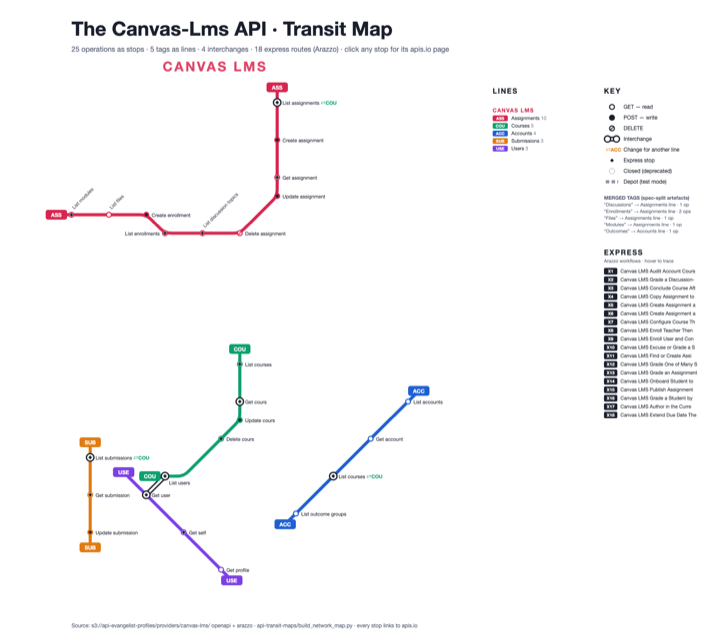 The Canvas-Lms API · Transit Map
25 operations as stops · 5 tags as lines · 4 interchanges · 18 express routes (Arazzo) · click any stop for its apis.io page
CANVAS LMS
ASS
List assignments ⇄COU
Create assignment
Get assignment
Update assignment
List modules
List files
List discussion topics
ASS
Create enrollment
List enrollments
Delete assignment
COU
List courses
Get cours
Update cours
Delete cours
COU
List users
SUB
List submissions ⇄COU
Get submission
Update submission
SUB
USE
Get user
Get self
Get profile
USE
ACC
List accounts
Get account
List courses ⇄COU
List outcome groups
ACC
LINES
CANVAS LMS
ASS Assignments 10
COU Courses 5
ACC Accounts 4
SUB Submissions 3
USE Users 3
KEY
GET — read
POST — write
DELETE
Interchange
⇄ACC Change for another line
Express stop
Closed (deprecated)
Depot (test mode)
MERGED TAGS (spec-split artefacts)
"Discussions" → Assignments line · 1 op
"Enrollments" → Assignments line · 2 ops
"Files" → Assignments line · 1 op
"Modules" → Assignments line · 1 op
"Outcomes" → Accounts line · 1 op
EXPRESS
Arazzo workflows · hover to trace
X1 Canvas LMS Audit Account Cours
X2 Canvas LMS Grade a Discussion-
X3 Canvas LMS Conclude Course Aft
X4 Canvas LMS Copy Assignment to
X5 Canvas LMS Create Assignment a
X6 Canvas LMS Create Assignment a
X7 Canvas LMS Configure Course Th
X8 Canvas LMS Enroll Teacher Then
X9 Canvas LMS Enroll User and Con
X10 Canvas LMS Excuse or Grade a S
X11 Canvas LMS Find or Create Assi
X12 Canvas LMS Grade One of Many S
X13 Canvas LMS Grade an Assignment
X14 Canvas LMS Onboard Student to
X15 Canvas LMS Publish Assignment
X16 Canvas LMS Grade a Student by
X17 Canvas LMS Author in the Curre
X18 Canvas LMS Extend Due Date The
Source: s3://api-evangelist-profiles/providers/canvas-lms/ openapi + arazzo · api-transit-maps/build_network_map.py · every stop links to apis.io